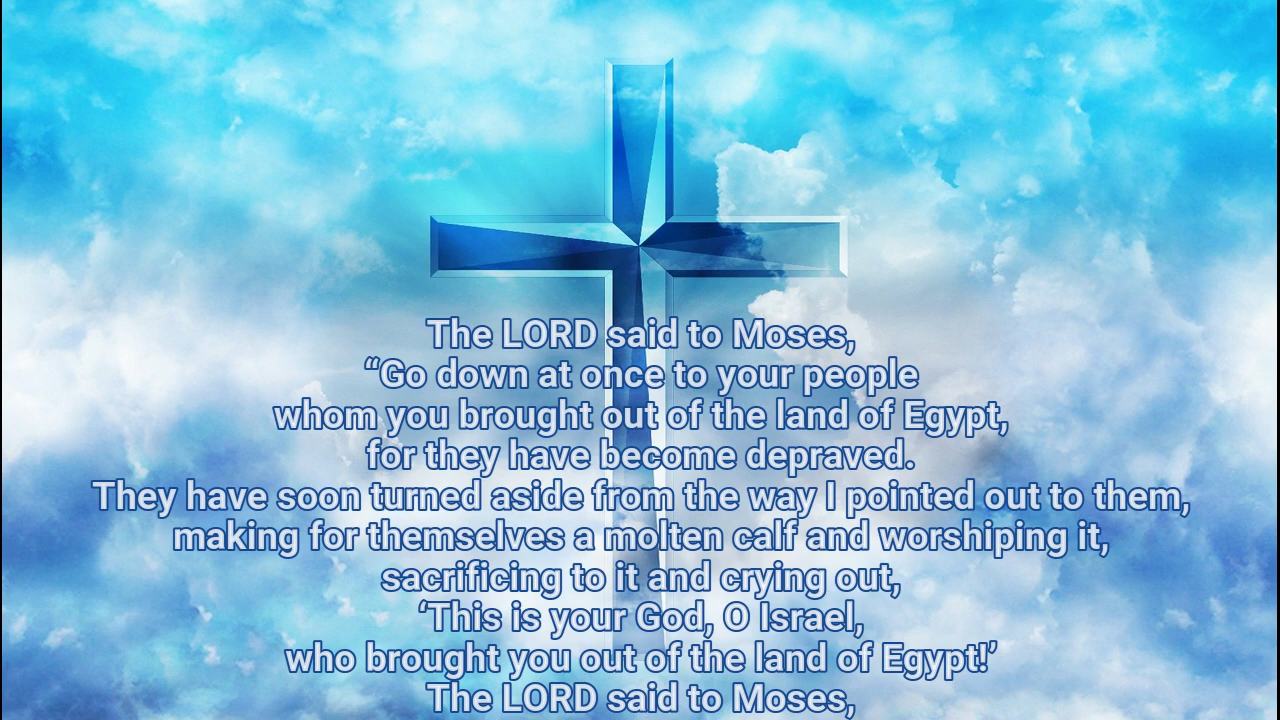 The LORD said to Moses,
“Go down at once to your people
whom you brought out of the land of Egypt,
for they have become depraved.
They have soon turned aside from the way I pointed out to them,
making for themselves a molten calf and worshiping it,
sacrificing to it and crying out,
‘This is your God, O Israel,
who brought you out of the land of Egypt!’
The LORD said to Moses,